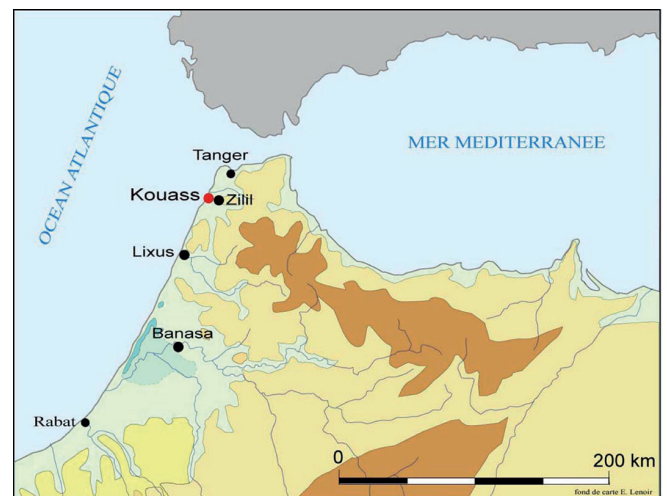 OCEAN ATLANTIQUE
MER MEDITERRANEE
Tanger
Kouass
Zilil
Lixus
Banasa
Rabat
0
200 km
fond de carte E. Lenoir